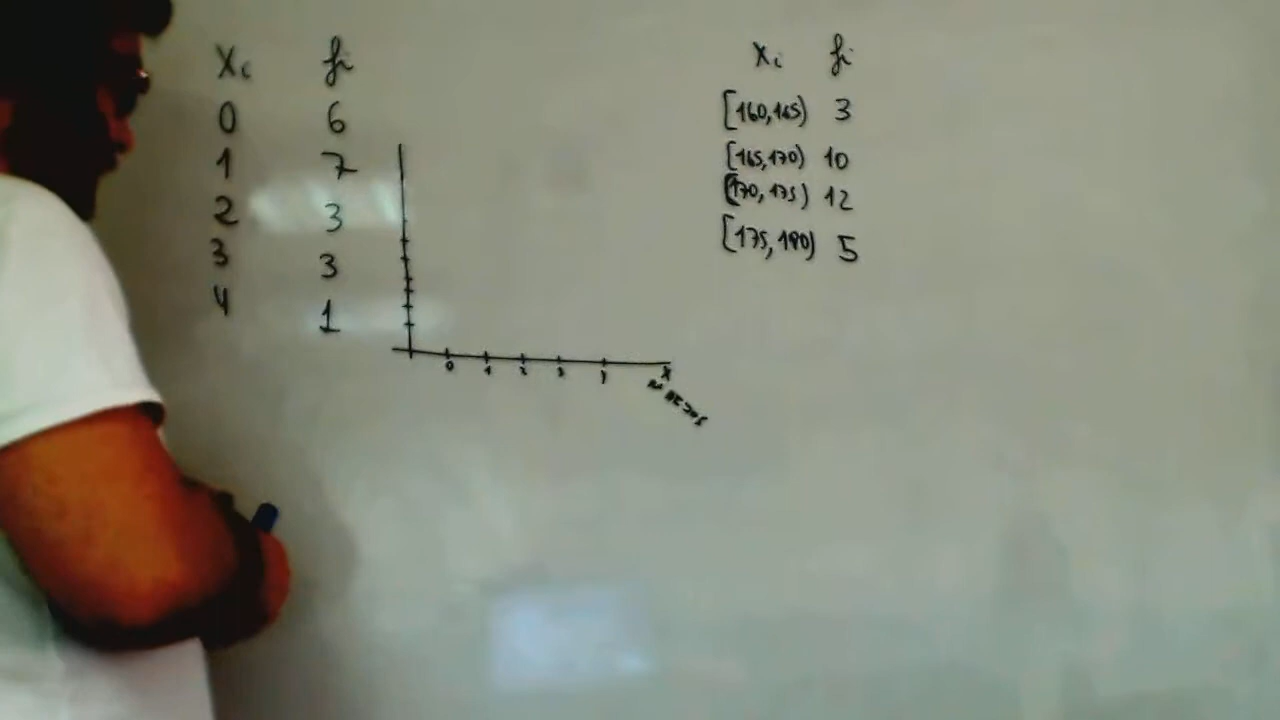 Xi fi
0 6
1 7
2 3
3 3
4 1
0 1 2 3
X
xi fi
[160,165) 3
[165,170) 10
[170,175) 12
[175,180) 5